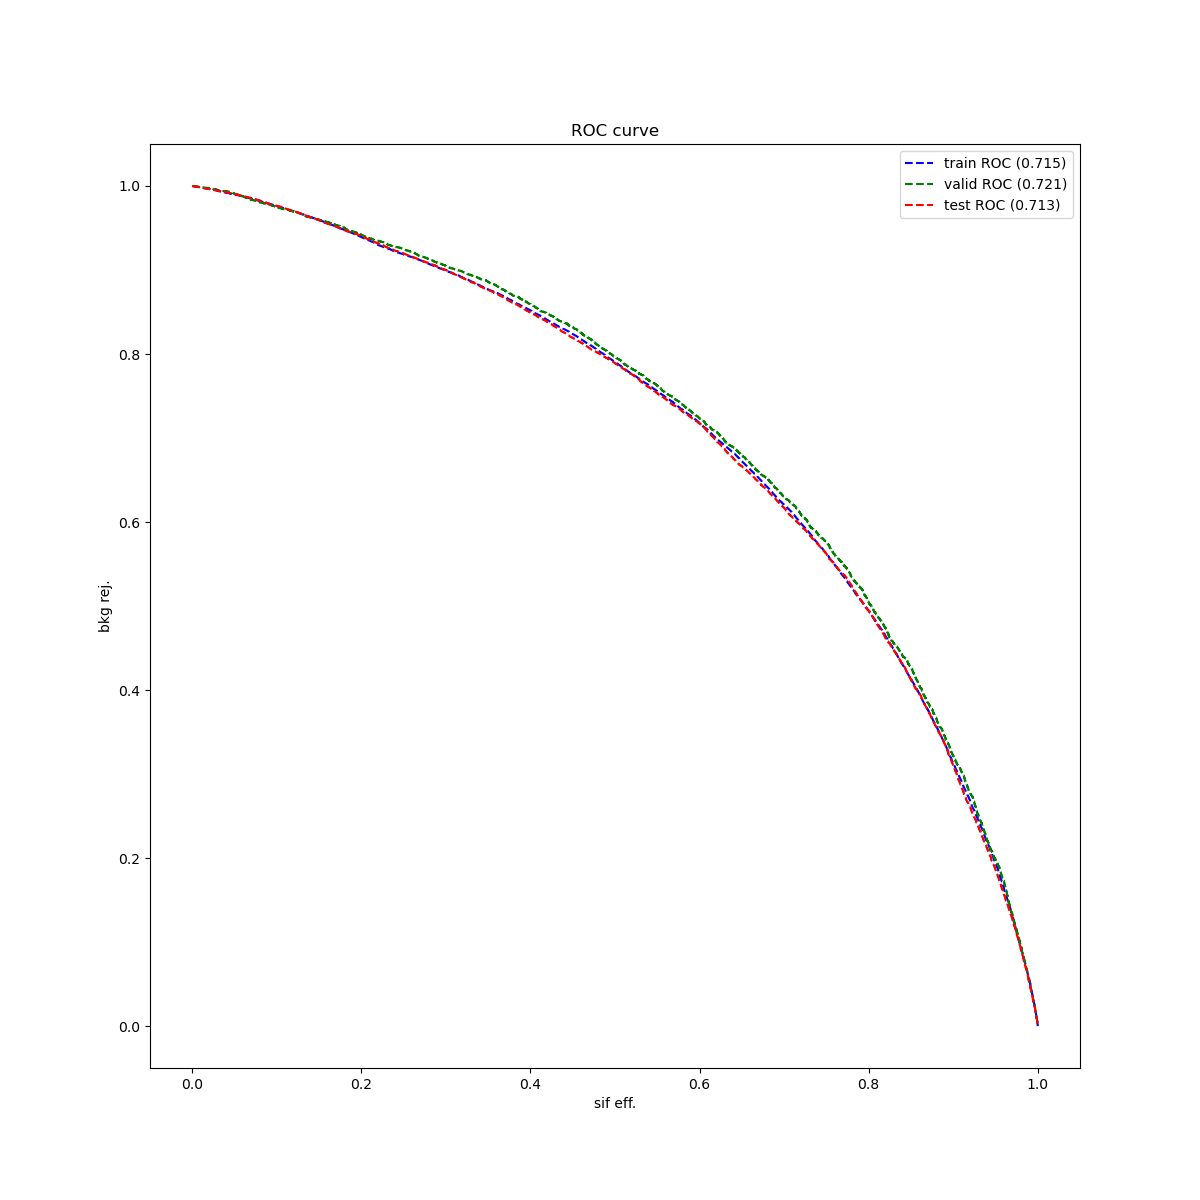 ROC curve
train ROC (0.715)
valid ROC (0.721)
test ROC (0.713)
1.0
0.8
0.6
0.4
0.2
0.0
bkg rej.
0.0 0.2 0.4 0.6 0.8 1.0
sif eff.